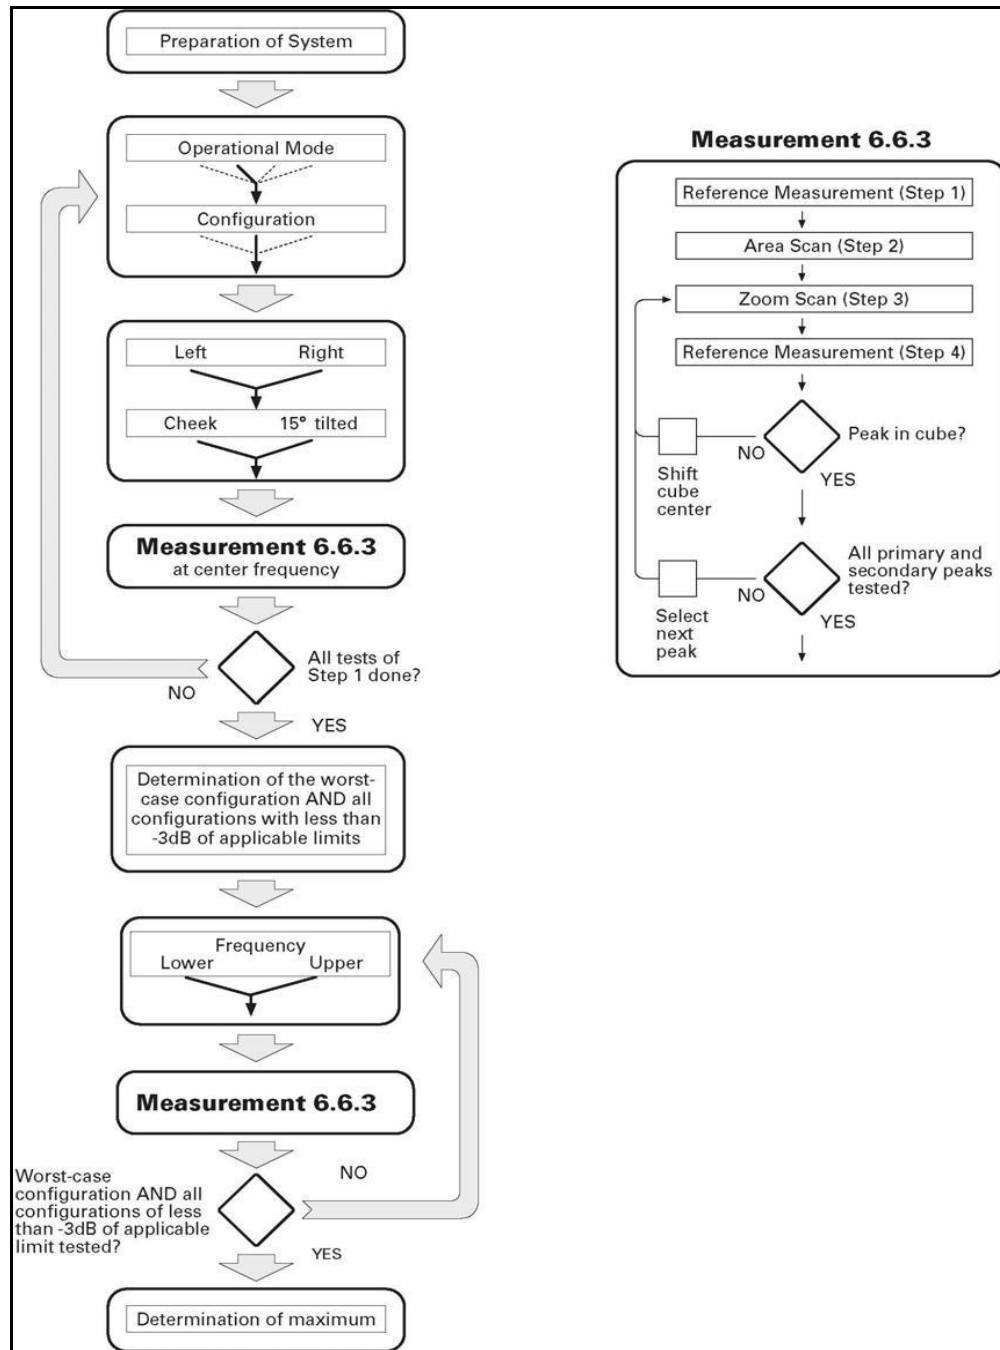 Preparation of System
Operational Mode
Configuration
Left Right
Cheek 15° tilted
Measurement 6.6.3
at center frequency
All tests of
Step 1 done?
NO
YES
Determination of the worst-
case configuration AND all
configurations with less than
-3dB of applicable limits
Frequency
Lower Upper
Measurement 6.6.3
NO
Worst-case
configuration AND all
configurations of less
than -3dB of applicable
limit tested?
YES
Determination of maximum
Measurement 6.6.3
Reference Measurement (Step 1)
Area Scan (Step 2)
Zoom Scan (Step 3)
Reference Measurement (Step 4)
Peak in cube?
NO
Shift
cube
center
YES
All primary and
secondary peaks
tested?
NO
Select
next
peak
YES